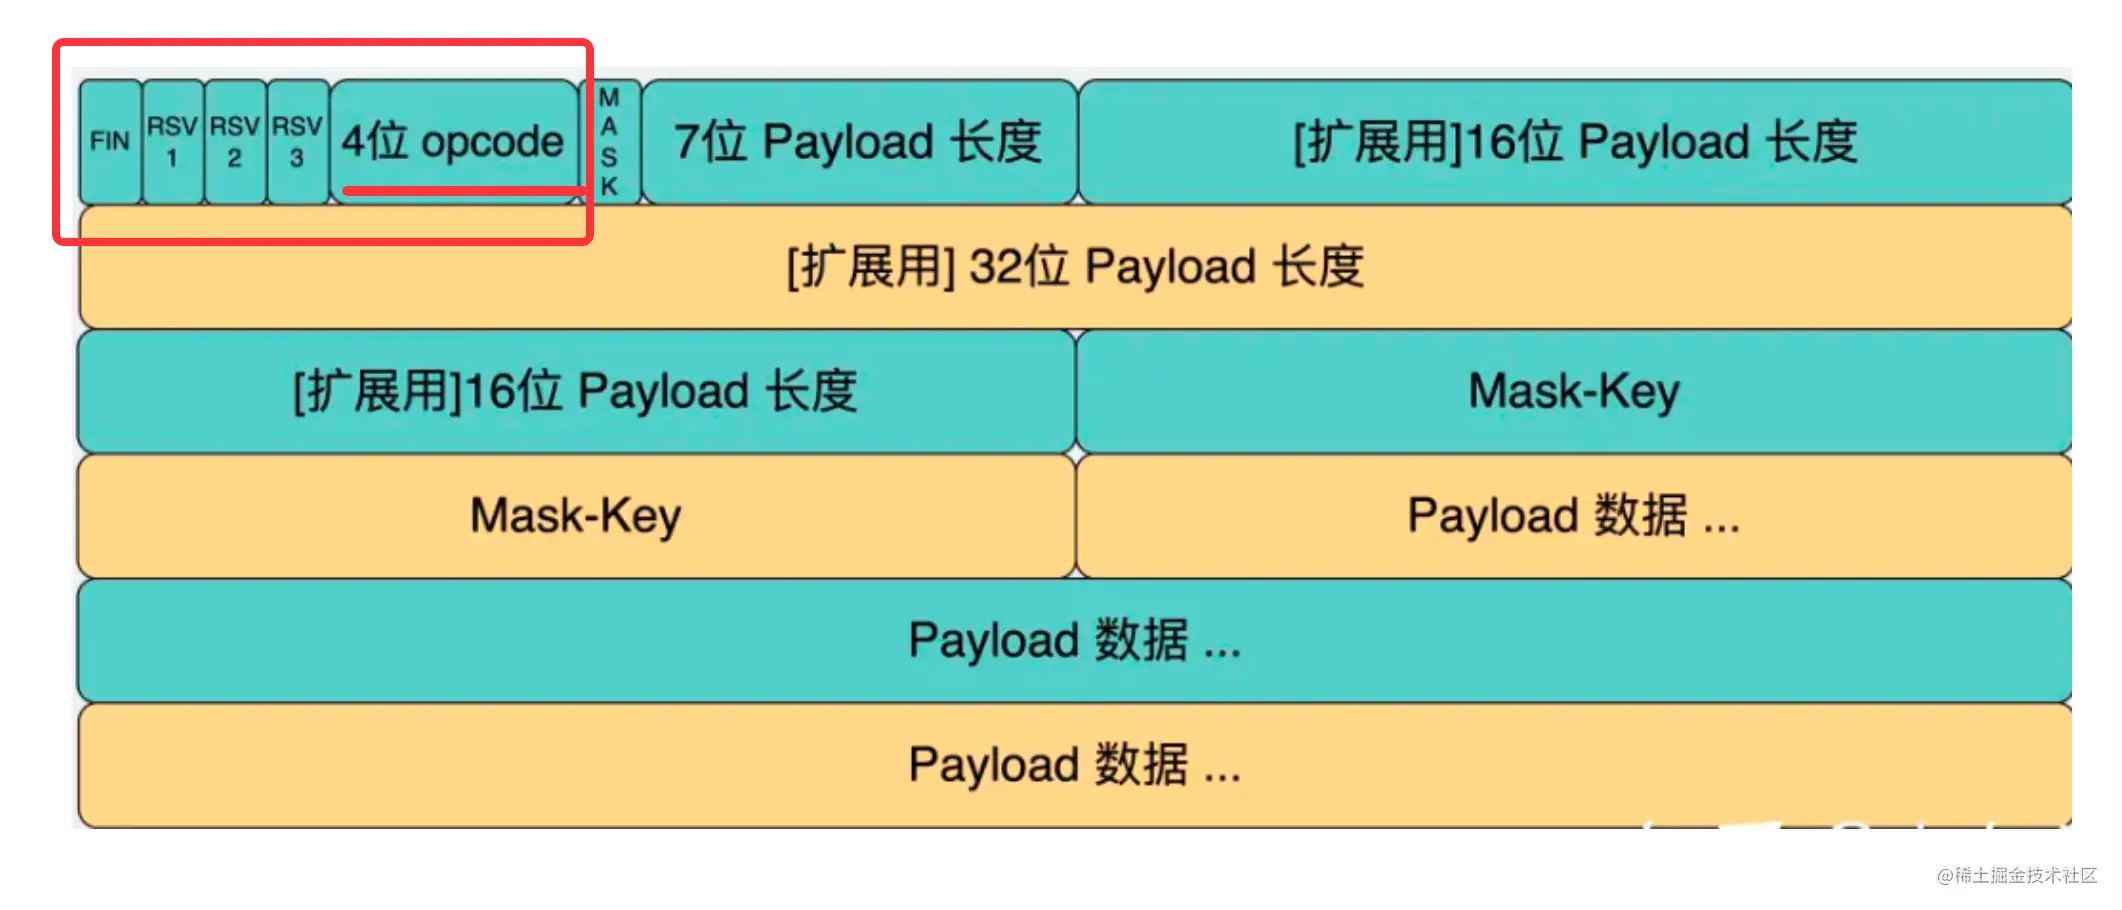 FIN RSV 1 RSV 2 RSV 3 4位 opcode MASK 7位 Payload 长度 [扩展用]16位 Payload 长度
[扩展用] 32位 Payload 长度
[扩展用]16位 Payload 长度 Mask-Key
Mask-Key Payload 数据 ...
Payload 数据 ...
Payload 数据 ...
@稀土掘金技术社区